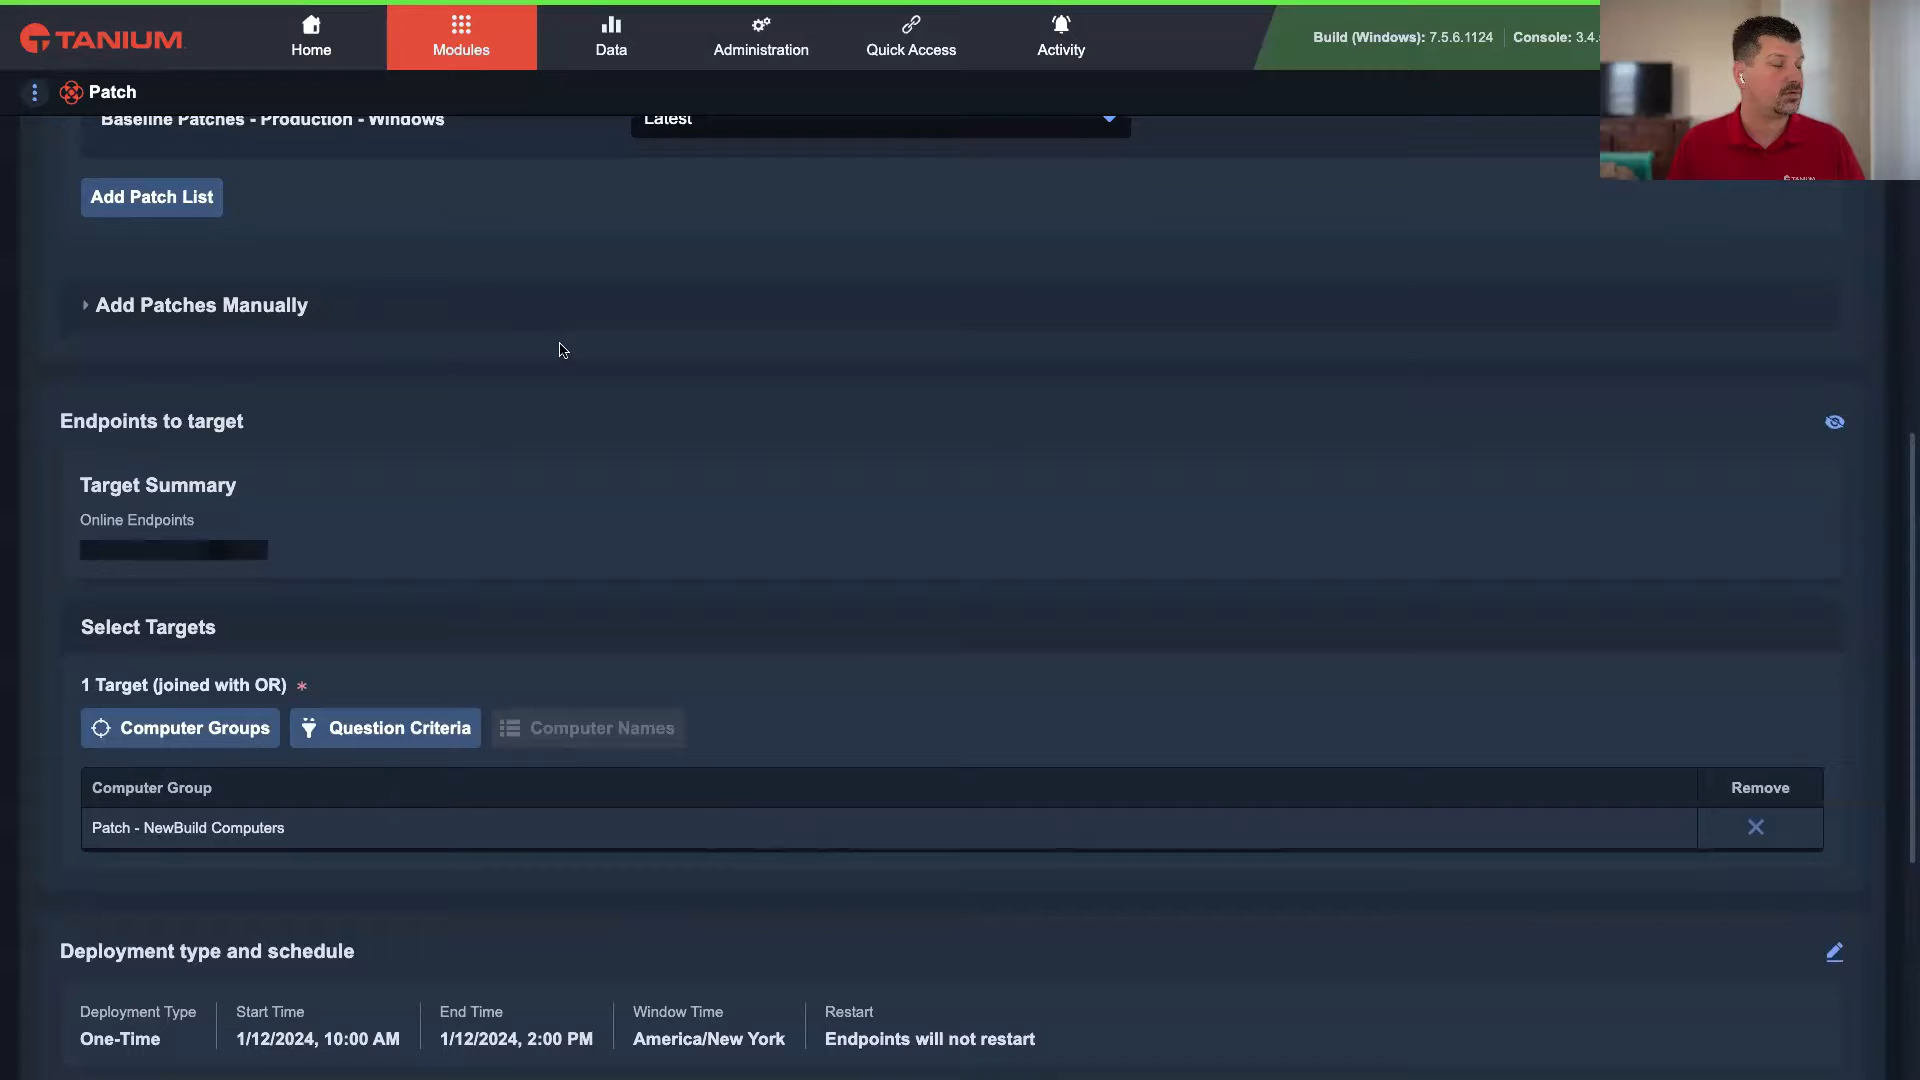 TANIUM
Home
Modules
Data
Administration
Quick Access
Activity
Build (Windows): 7.5.6.1124
Console: 3.4.
Patch
Baseline Patches - Production - Windows
Latest
Add Patch List
Add Patches Manually
Endpoints to target
Target Summary
Online Endpoints
Select Targets
1 Target (joined with OR) *
Computer Groups
Question Criteria
Computer Names
Computer Group
Remove
Patch - NewBuild Computers
Deployment type and schedule
Deployment Type
Start Time
End Time
Window Time
Restart
One-Time
1/12/2024, 10:00 AM
1/12/2024, 2:00 PM
America/New York
Endpoints will not restart
TANIUM